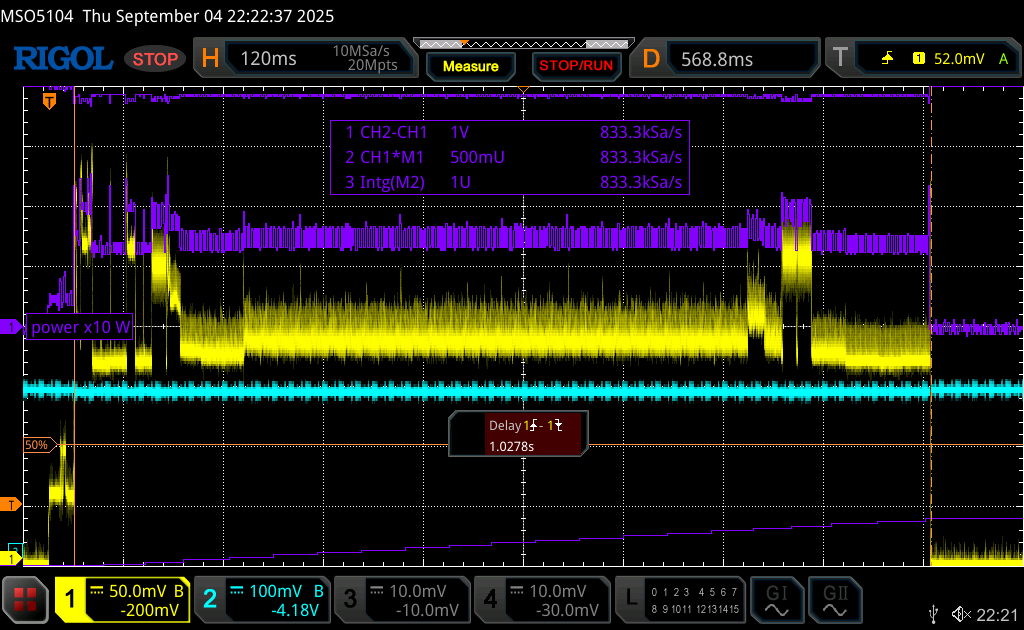 MSO5104 Thu September 04 22:22:37 2025
RIGOL STOP H 120ms 10MSa/s 20Mpts Measure STOP/RUN D 568.8ms T 1 52.0mV A
T
1 CH2-CH1 1V 833.3kSa/s
2 CH1*M1 500mU 833.3kSa/s
3 Intg(M2) 1U 833.3kSa/s
1 power x10 W
50%
Delay 1 - 1
1.0278s
T
1
1 50.0mV B -200mV
2 100mV B -4.18V
3 10.0mV -10.0mV
4 10.0mV -30.0mV
L 0 1 2 3 4 5 6 7
8 9 10 11 12 13 14 15
GI GII
22:21